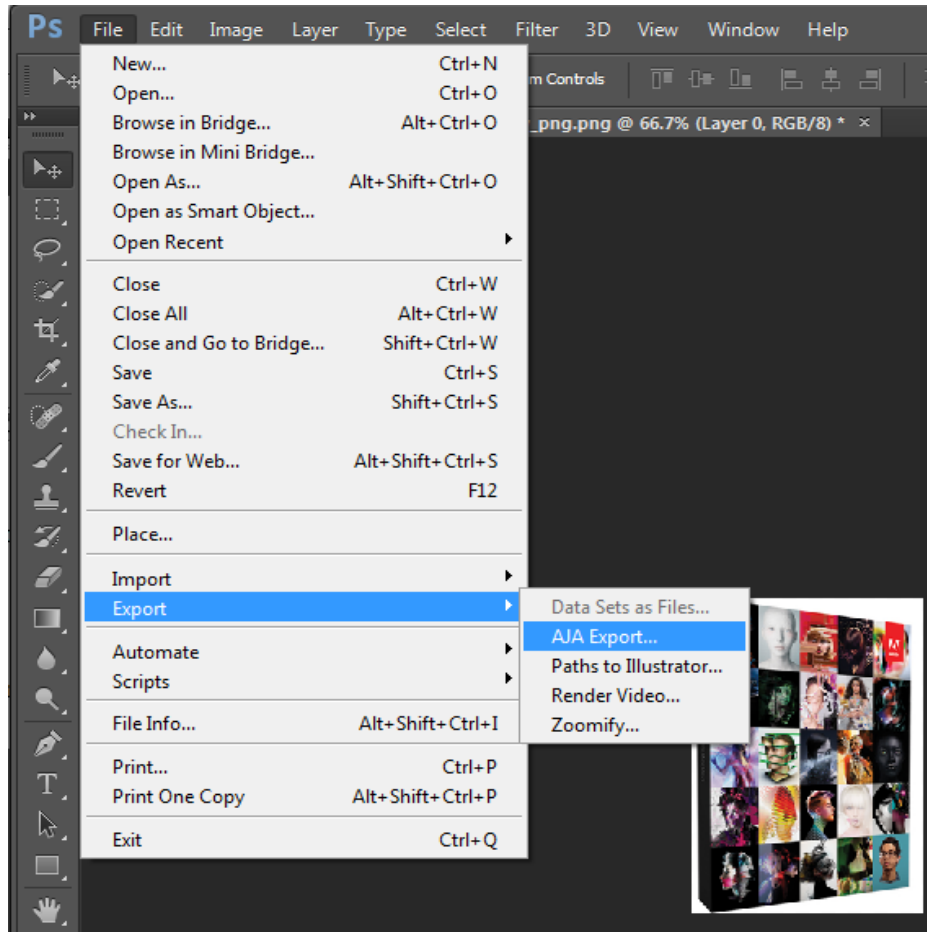 Ps File Edit Image Layer Type Select Filter 3D View Window Help
New... Ctrl+N
m Controls
Open... Ctrl+O
Browse in Bridge... Alt+Ctrl+O
_png.png @ 66.7% (Layer 0, RGB/8) * ×
Browse in Mini Bridge...
Open As... Alt+Shift+Ctrl+O
Open as Smart Object...
Open Recent
Close Ctrl+W
Close All Alt+Ctrl+W
Close and Go to Bridge... Shift+Ctrl+W
Save Ctrl+S
Save As... Shift+Ctrl+S
Check In...
Save for Web... Alt+Shift+Ctrl+S
Revert F12
Place...
Import
Export
Data Sets as Files...
AJA Export...
Paths to Illustrator...
Render Video...
Zoomify...
Automate
Scripts
File Info... Alt+Shift+Ctrl+I
Print... Ctrl+P
Print One Copy Alt+Shift+Ctrl+P
Exit Ctrl+Q
T